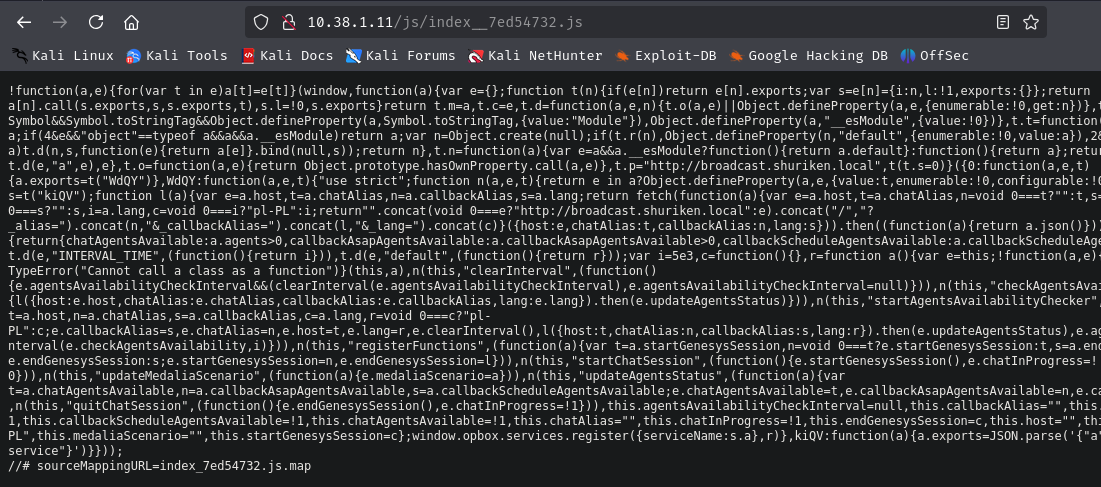 10.38.1.11/js/index__7ed54732.js
Kali Linux Kali Tools Kali Docs Kali Forums Kali NetHunter Exploit-DB Google Hacking DB OffSec
!function(a,e){for(var t in e)a[t]=e[t]}(window,function(a){var e={};function t(n){if(e[n])return e[n].exports;var s=e[n]={i:n,l:!1,exports:{}};return
a[n].call(s.exports,s,s.exports,t),s.l=!0,s.exports}return t.m=a,t.c=e,t.d=function(a,e,n){t.o(a,e)||Object.defineProperty(a,e,{enumerable:!0,get:n})},t
Symbol&&Symbol.toStringTag&&Object.defineProperty(a,Symbol.toStringTag,{value:"Module"}),Object.defineProperty(a,"__esModule",{value:!0})},t.t=function(
a;if(4&e&&"object"==typeof a&&a&&a.__esModule)return a;var n=Object.create(null);if(t.r(n),Object.defineProperty(n,"default",{enumerable:!0,value:a}),2&
a)t.d(n,s,function(e){return a[e]}.bind(null,s));return n},t.n=function(a){var e=a&&a.__esModule?function(){return a.default}:function(){return a};retur
t.d(e,"a",e),e},t.o=function(a,e){return Object.prototype.hasOwnProperty.call(a,e)},t.p="http://broadcast.shuriken.local",t(t.s=0)}({0:function(a,e,t)
{a.exports=t("WdQY")},WdQY:function(a,e,t){"use strict";function n(a,e,t){return e in a?Object.defineProperty(a,e,{value:t,enumerable:!0,configurable:!0
s=t("kiQV");function l(a){var e=a.host,t=a.chatAlias,n=a.callbackAlias,s=a.lang;return fetch(function(a){var e=a.host,t=a.chatAlias,n=void 0===t?"":t,s=
0===s?"":s,i=a.lang,c=void 0===i?"pl-PL":i;return"".concat(void 0===e?"http://broadcast.shuriken.local":e).concat("/","?
_alias=").concat(n,"&_callbackAlias=").concat(l,"&_lang=").concat(c)}({host:e,chatAlias:t,callbackAlias:n,lang:s})).then((function(a){return a.json()}))
{return{chatAgentsAvailable:a.agents>0,callbackAsapAgentsAvailable:a.callbackAsapAgentsAvailable>0,callbackScheduleAgentsAvailable:a.callbackScheduleAge
t.d(e,"INTERVAL_TIME",(function(){return i})),t.d(e,"default",(function(){return r}));var i=5e3,c=function(){},r=function a(){var e=this;!function(a,e){
TypeError("Cannot call a class as a function")}(this,a),n(this,"clearInterval",(function()
{e.agentsAvailabilityCheckInterval&&(clearInterval(e.agentsAvailabilityCheckInterval),e.agentsAvailabilityCheckInterval=null)})),n(this,"checkAgentsAvai
{l({host:e.host,chatAlias:e.chatAlias,callbackAlias:e.callbackAlias,lang:e.lang}).then(e.updateAgentsStatus)})),n(this,"startAgentsAvailabilityChecker",
t=a.host,n=a.chatAlias,s=a.callbackAlias,c=a.lang,r=void 0===c?"pl-
PL":c;e.callbackAlias=s,e.chatAlias=n,e.host=t,e.lang=r,e.clearInterval(),l({host:t,chatAlias:n,callbackAlias:s,lang:r}).then(e.updateAgentsStatus),e.ag
nterval(e.checkAgentsAvailability,i)})),n(this,"registerFunctions",(function(a){var t=a.startGenesysSession,n=void 0===t?e.startGenesysSession:t,s=a.end
e.endGenesysSession:s;e.startGenesysSession=n,e.endGenesysSession=l})),n(this,"startChatSession",(function(){e.startGenesysSession(),e.chatInProgress=!
0})),n(this,"updateMedaliaScenario",(function(a){e.medaliaScenario=a})),n(this,"updateAgentsStatus",(function(a){var
t=a.chatAgentsAvailable,n=a.callbackAsapAgentsAvailable,s=a.callbackScheduleAgentsAvailable;e.chatAgentsAvailable=t,e.callbackAsapAgentsAvailable=n,e.ca
,n(this,"quitChatSession",(function(){e.endGenesysSession(),e.chatInProgress=!1})),this.agentsAvailabilityCheckInterval=null,this.callbackAlias="",this.
1,this.callbackScheduleAgentsAvailable=!1,this.chatAgentsAvailable=!1,this.chatAlias="",this.chatInProgress=!1,this.endGenesysSession=c,this.host="",thi
PL",this.medaliaScenario="",this.startGenesysSession=c};window.opbox.services.register({serviceName:s.a},r)},kiQV:function(a){a.exports=JSON.parse('{"a"
service"}')}}));
//# sourceMappingURL=index_7ed54732.js.map